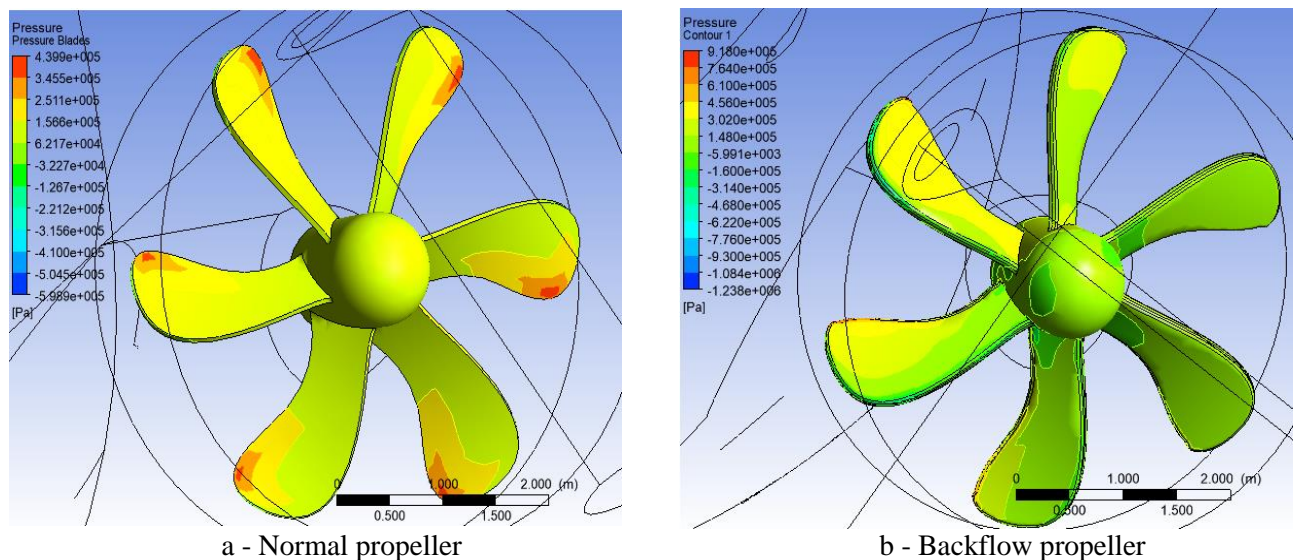 Pressure
Pressure Blades
4.399e+005
3.455e+005
2.511e+005
1.566e+005
6.217e+004
-3.227e+004
-1.267e+005
-2.212e+005
-3.156e+005
-4.100e+005
-5.045e+005
-5.989e+005
[Pa]
0 1.000 2.000 (m)
0.500 1.500
a - Normal propeller
Pressure
Contour 1
9.180e+005
7.640e+005
6.100e+005
4.560e+005
3.020e+005
1.480e+005
-5.991e+003
-1.600e+005
-3.140e+005
-4.680e+005
-6.220e+005
-7.760e+005
-9.300e+005
-1.084e+006
-1.238e+006
[Pa]
0 1.000 2.000 (m)
0.500 1.500
b - Backflow propeller